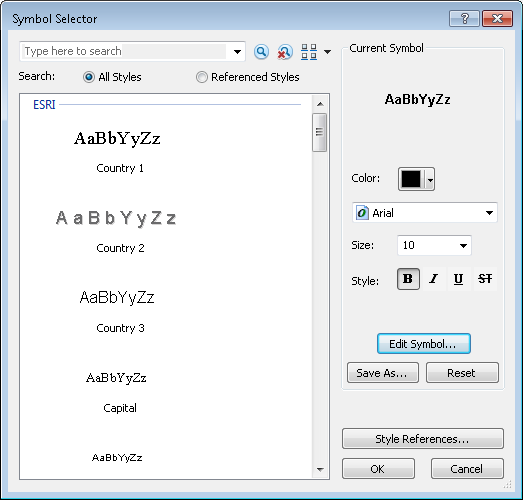 Symbol Selector
Type here to search
Search: All Styles Referenced Styles
ESRI
AaBbYyZz
Country 1
AaBbYyZz
Country 2
AaBbYyZz
Country 3
AaBbYyZz
Capital
AaBbYyZz
Current Symbol
AaBbYyZz
Color:
Arial
Size: 10
Style: B I U ST
Edit Symbol...
Save As... Reset
Style References...
OK Cancel